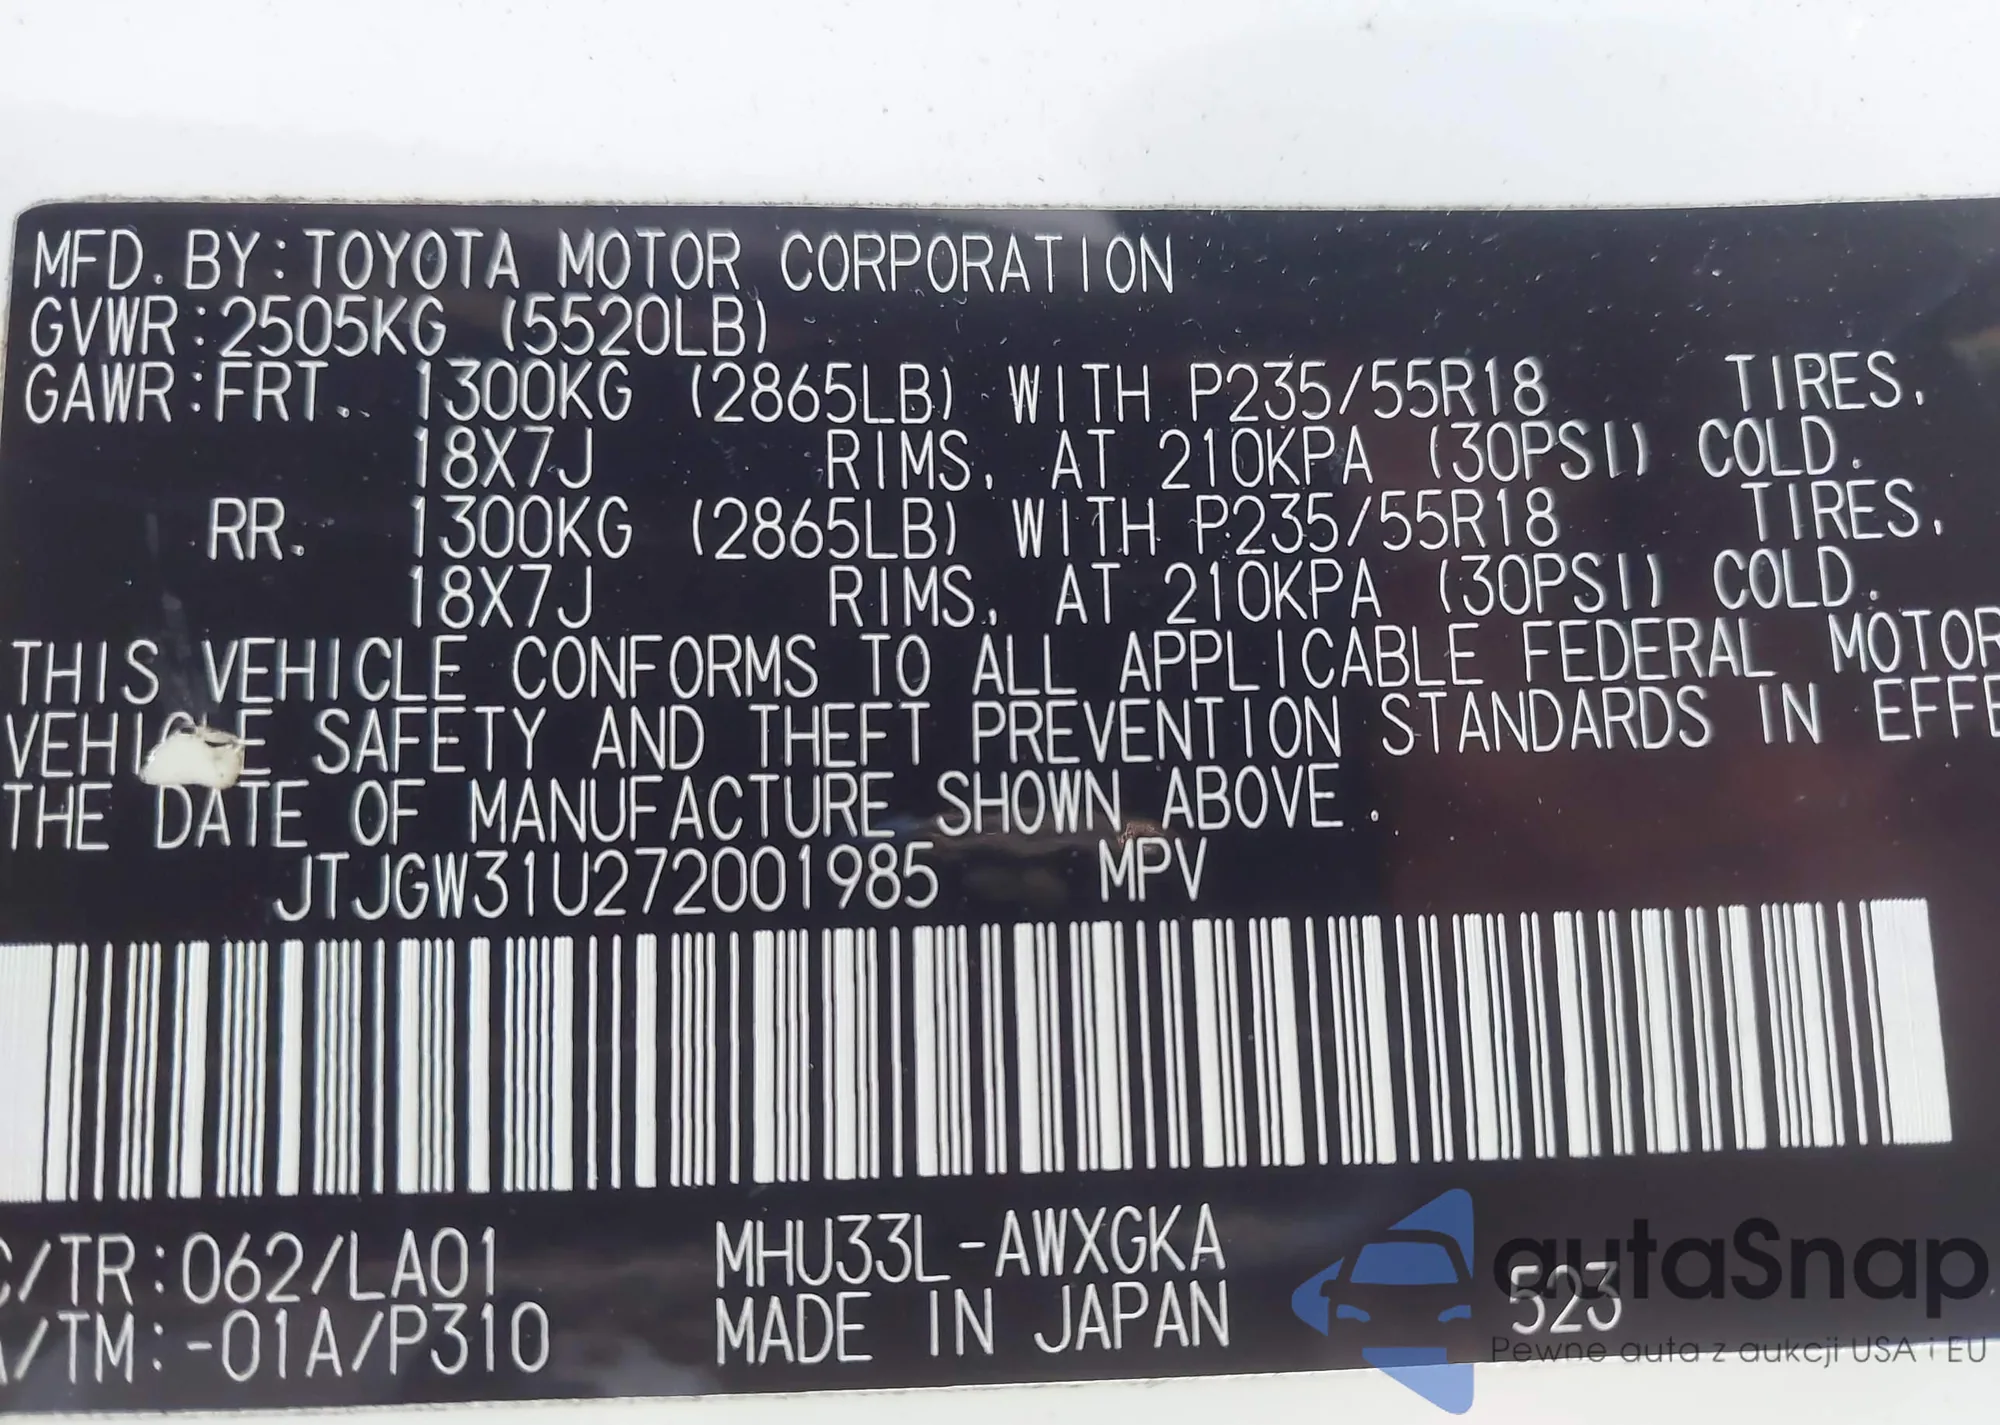 MFD. BY: TOYOTA MOTOR CORPORATION
GVWR: 2505KG (5520LB)
GAWR: FRT. 1300KG (2865LB) WITH P235/55R18 TIRES,
18X7J RIMS, AT 210KPA (30PSI) COLD.
RR. 1300KG (2865LB) WITH P235/55R18 TIRES,
18X7J RIMS, AT 210KPA (30PSI) COLD.
THIS VEHICLE CONFORMS TO ALL APPLICABLE FEDERAL MOTOR
VEHICLE SAFETY AND THEFT PREVENTION STANDARDS IN EFFE
THE DATE OF MANUFACTURE SHOWN ABOVE.
JTJGW31U272001985 MPV
C/TR: 062/LA01 MHU33L-AWXGKA
A/TM: -01A/P310 MADE IN JAPAN 523
autaSnap
Pewne auta z aukcji USA i EU